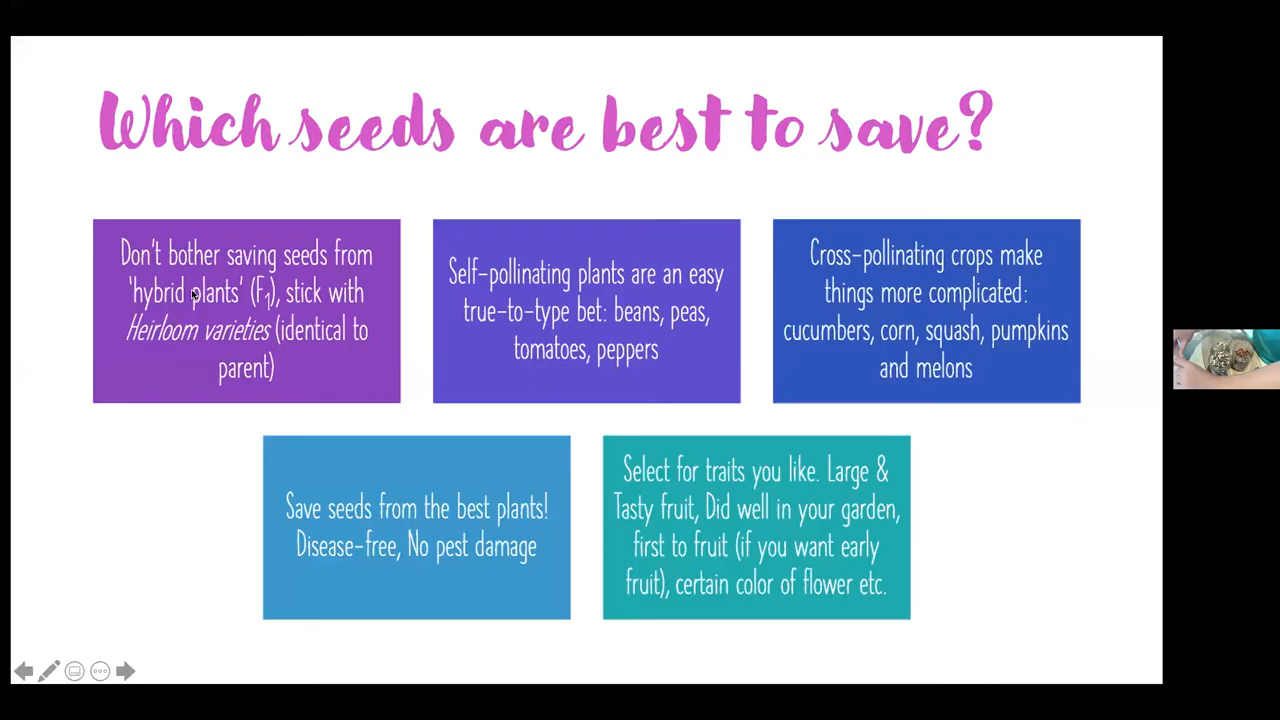 Which seeds are best to save?
Don't bother saving seeds from
'hybrid plants' (F₁), stick with
Heirloom varieties (identical to
parent)
Self-pollinating plants are an easy
true-to-type bet: beans, peas,
tomatoes, peppers
Cross-pollinating crops make
things more complicated:
cucumbers, corn, squash, pumpkins
and melons
Save seeds from the best plants!
Disease-free, No pest damage
Select for traits you like. Large &
Tasty fruit, Did well in your garden,
first to fruit (if you want early
fruit), certain color of flower etc.